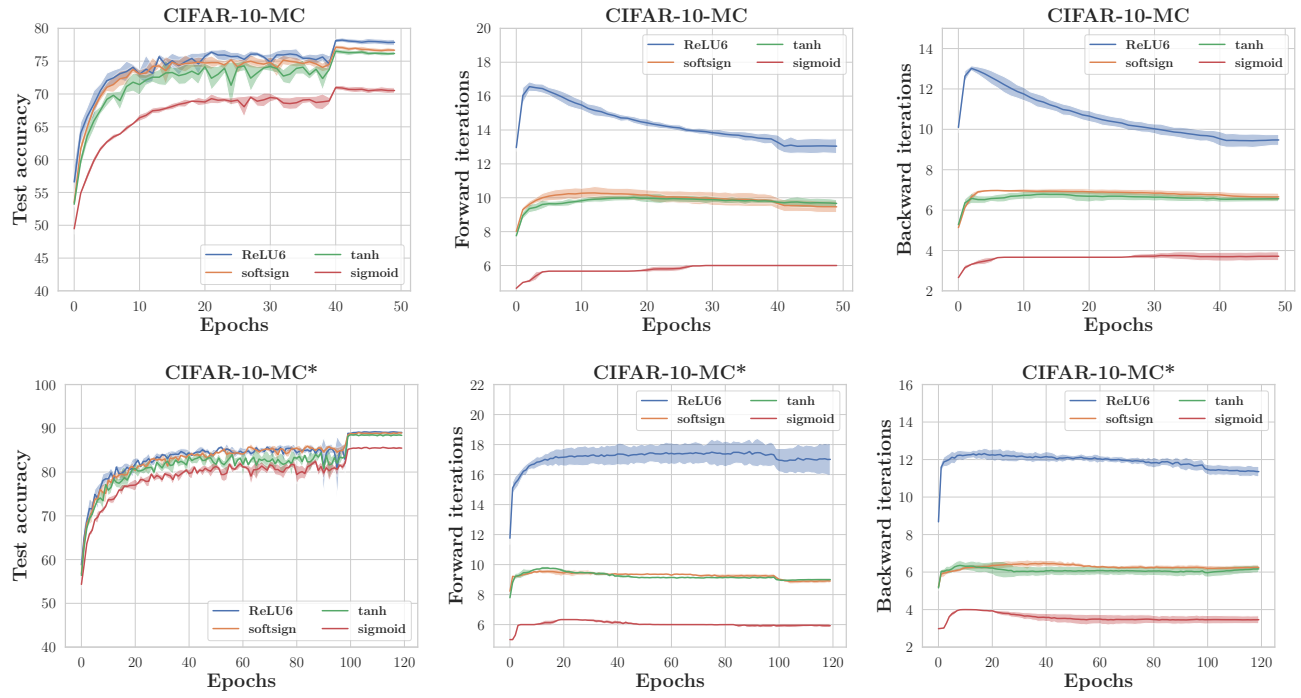 CIFAR-10-MC
Test accuracy
80
75
70
65
60
55
50
45
40
ReLU6
softsign
tanh
sigmoid
0 10 20 30 40 50
Epochs
CIFAR-10-MC
Forward iterations
20
18
16
14
12
10
8
6
ReLU6
softsign
tanh
sigmoid
0 10 20 30 40 50
Epochs
CIFAR-10-MC
Backward iterations
14
12
10
8
6
4
2
ReLU6
softsign
tanh
sigmoid
0 10 20 30 40 50
Epochs
CIFAR-10-MC*
Test accuracy
100
90
80
70
60
50
40
ReLU6
softsign
tanh
sigmoid
0 20 40 60 80 100 120
Epochs
CIFAR-10-MC*
Forward iterations
22
20
18
16
14
12
10
8
6
ReLU6
softsign
tanh
sigmoid
0 20 40 60 80 100 120
Epochs
CIFAR-10-MC*
Backward iterations
16
14
12
10
8
6
4
2
ReLU6
softsign
tanh
sigmoid
0 20 40 60 80 100 120
Epochs